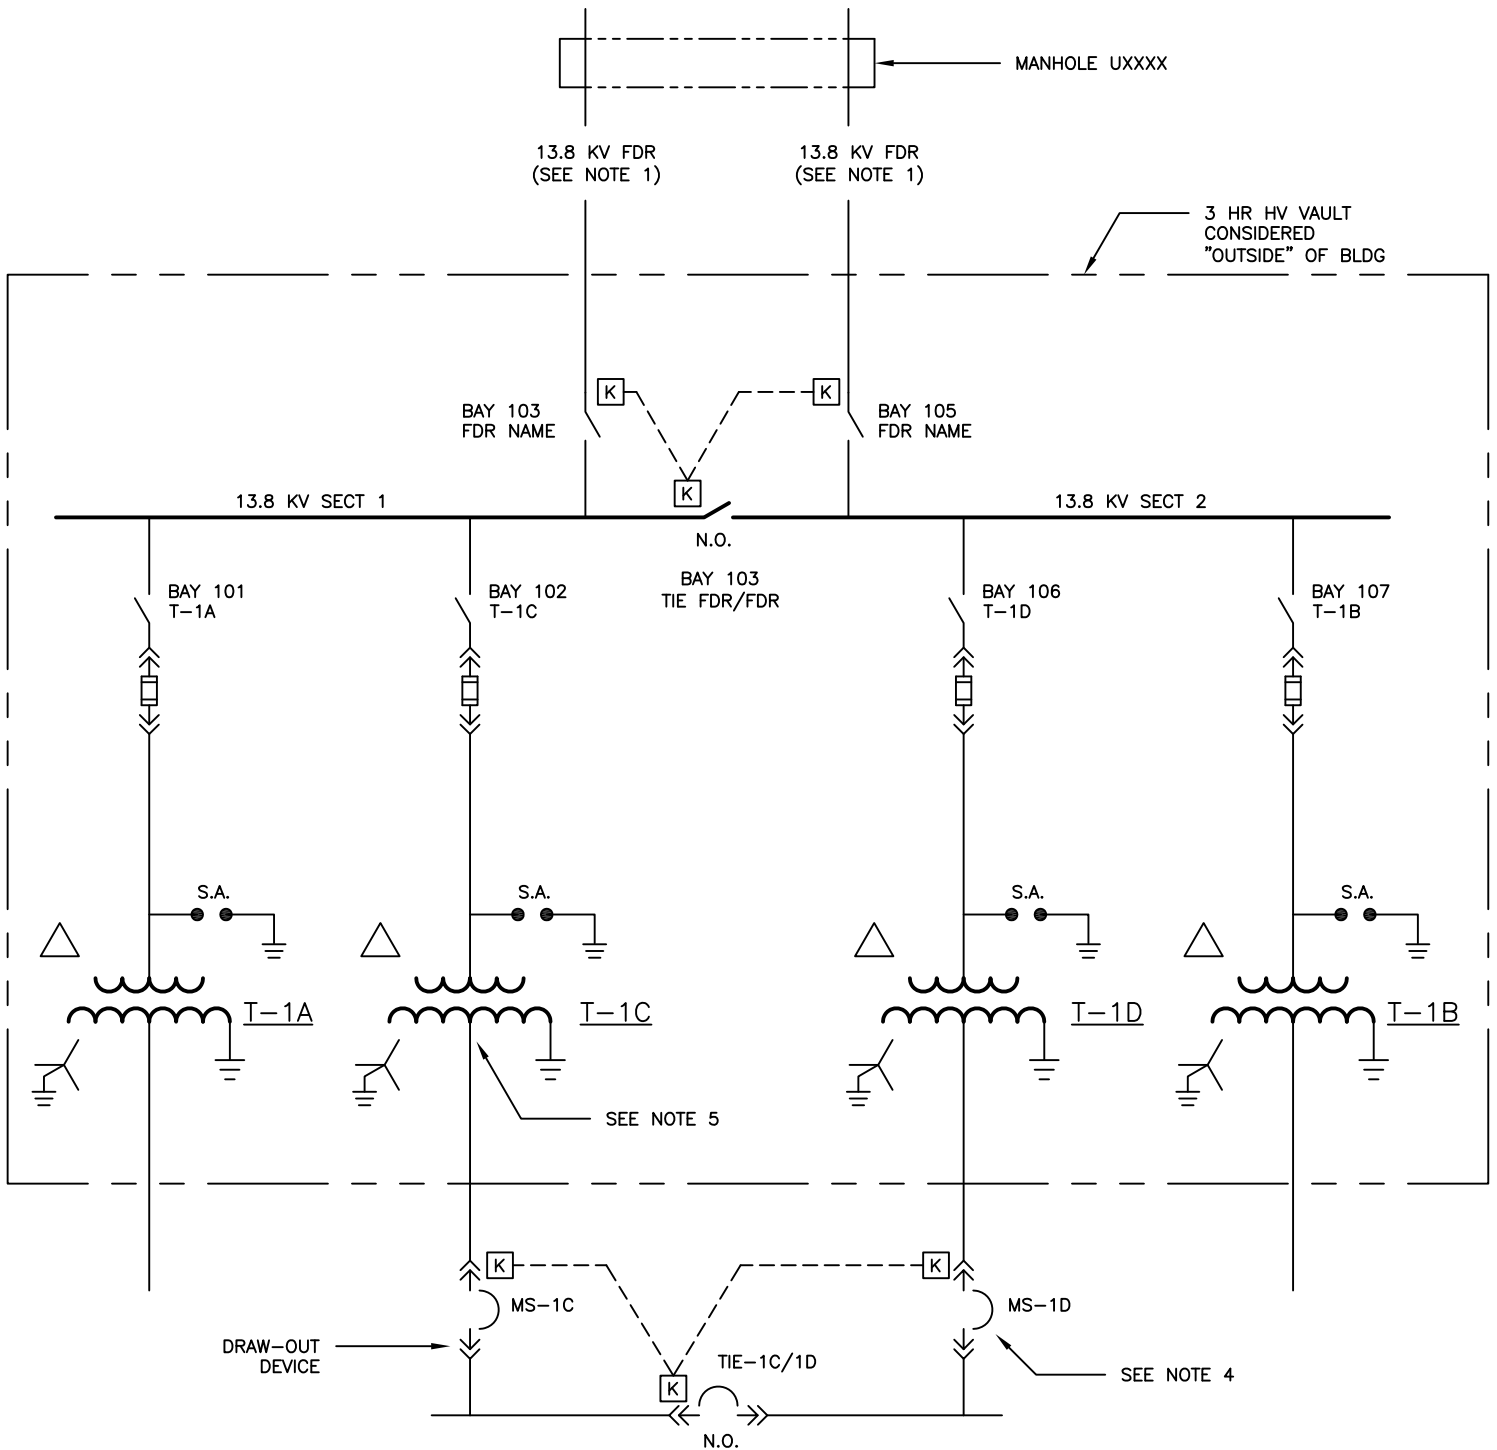 MANHOLE UXXXX
13.8 KV FDR
(SEE NOTE 1)
13.8 KV FDR
(SEE NOTE 1)
3 HR HV VAULT
CONSIDERED
"OUTSIDE" OF BLDG
K
K
BAY 103
FDR NAME
BAY 105
FDR NAME
K
13.8 KV SECT 1
13.8 KV SECT 2
N.O.
BAY 103
TIE FDR/FDR
BAY 101
T-1A
BAY 102
T-1C
BAY 106
T-1D
BAY 107
T-1B
S.A.
S.A.
S.A.
S.A.
T-1A
T-1C
T-1D
T-1B
SEE NOTE 5
K
K
MS-1C
MS-1D
DRAW-OUT
DEVICE
TIE-1C/1D
SEE NOTE 4
K
N.O.